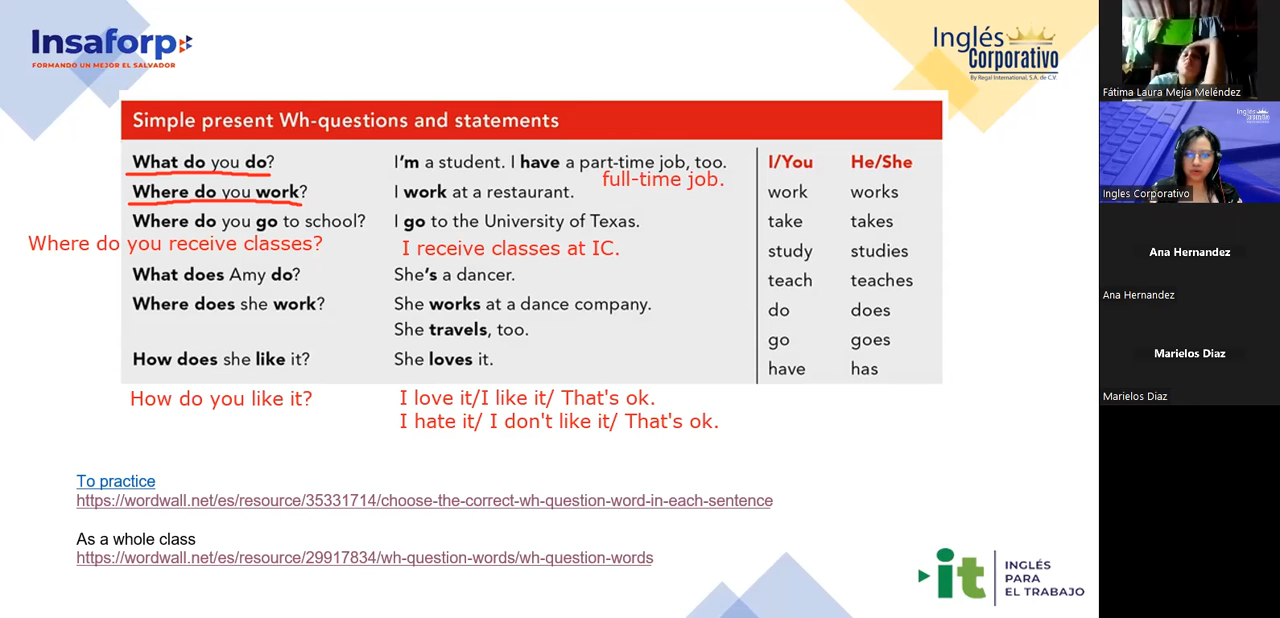 Insaforp
FORMANDO UN MEJOR EL SALVADOR
Inglés
Corporativo
By Regal International, S.A. de C.V.
Simple present Wh-questions and statements
What do you do?
I'm a student. I have a part-time job, too.
full-time job.
Where do you work?
I work at a restaurant.
Where do you go to school?
I go to the University of Texas.
Where do you receive classes?
I receive classes at IC.
What does Amy do?
She's a dancer.
Where does she work?
She works at a dance company.
She travels, too.
How does she like it?
She loves it.
I/You He/She
work works
take takes
study studies
teach teaches
do does
go goes
have has
How do you like it?
I love it/I like it/ That's ok.
I hate it/ I don't like it/ That's ok.
To practice
https://wordwall.net/es/resource/35331714/choose-the-correct-wh-question-word-in-each-sentence
As a whole class
https://wordwall.net/es/resource/29917834/wh-question-words/wh-question-words
it
INGLÉS
PARA
EL TRABAJO
Fátima Laura Mejía Meléndez
Inglés
Corporativo
Ingles Corporativo
Ana Hernandez
Ana Hernandez
Marielos Diaz
Marielos Diaz